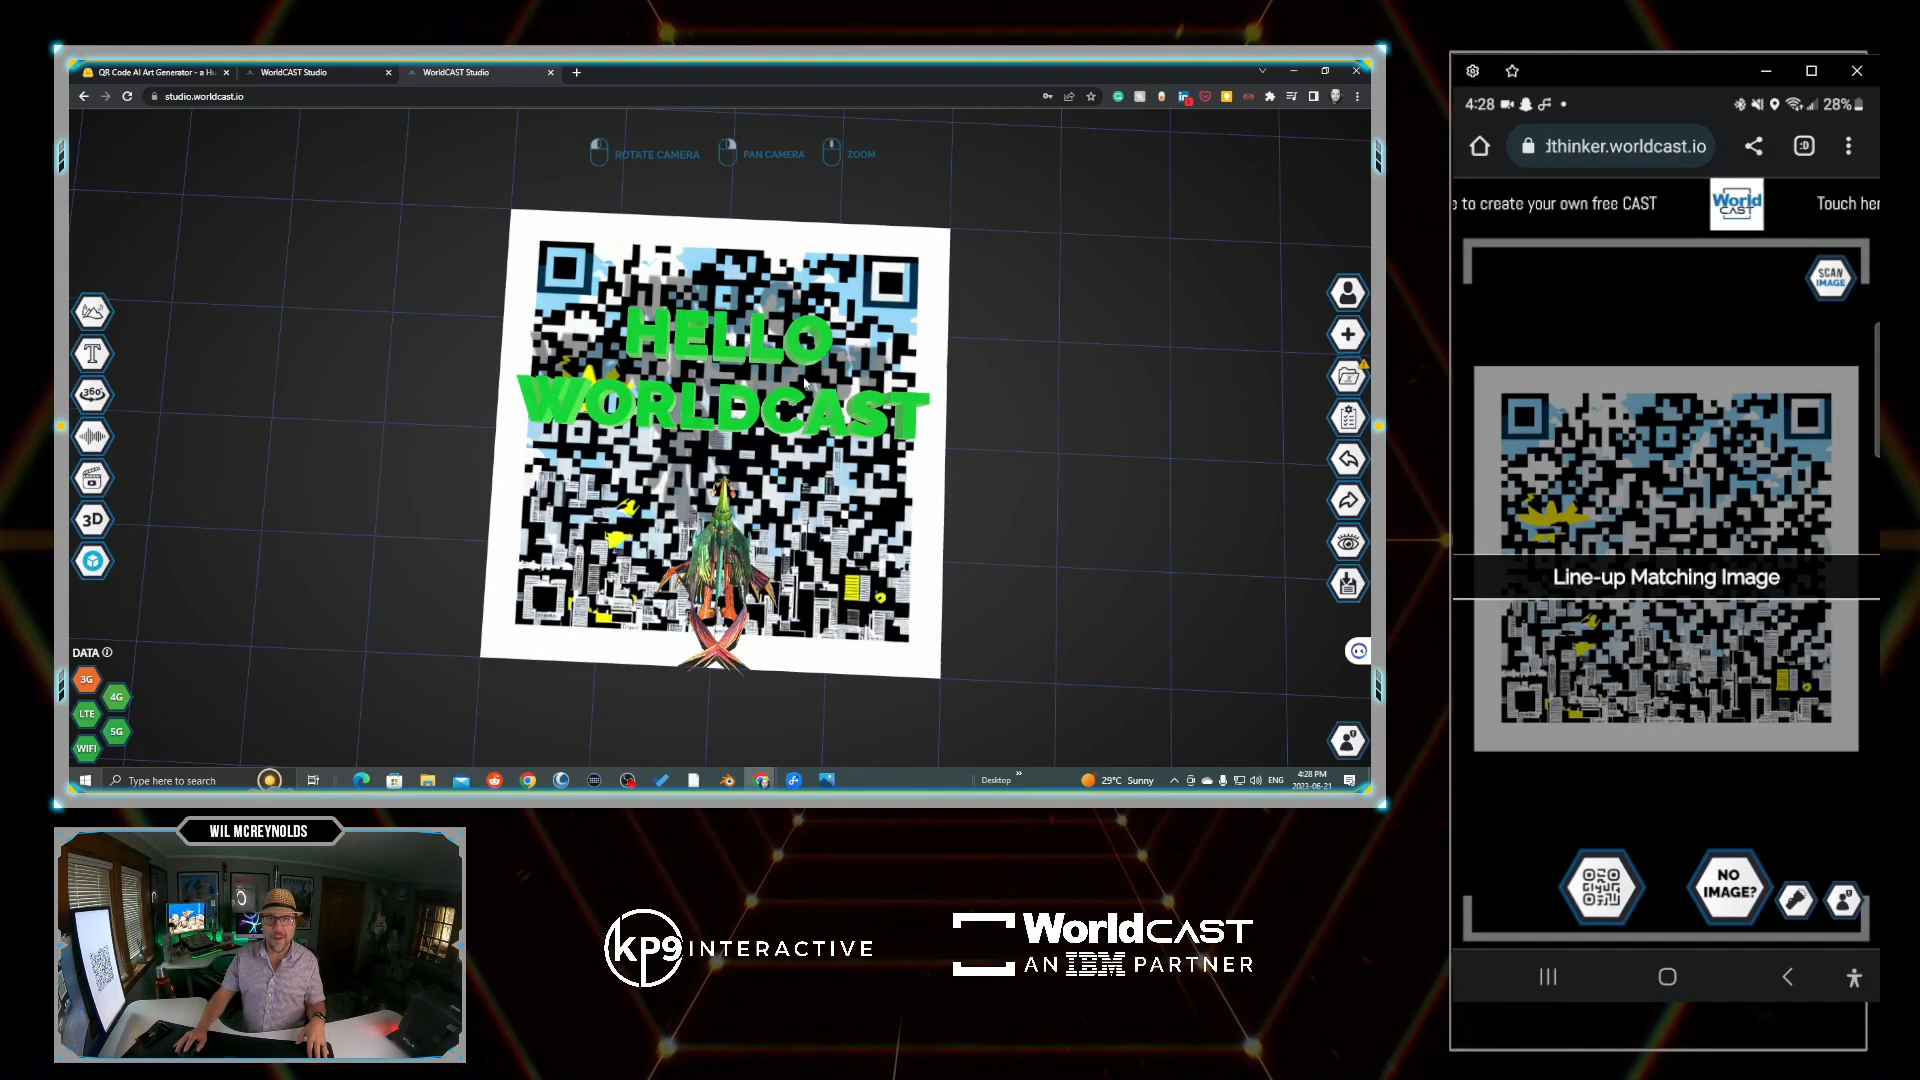 QR Code AI Art Generator - a Hu
WorldCAST Studio
WorldCAST Studio
studio.worldcast.io
ROTATE CAMERA
PAN CAMERA
ZOOM
HELLO
WORLDCAST
T
360°
3D
DATA
3G
4G
LTE
5G
WIFI
Type here to search
Desktop
29°C Sunny
ENG
4:28 PM
2023-06-21
4:28
28%
:D
dthinker.worldcast.io
e to create your own free CAST
World
CAST
Touch her
SCAN
IMAGE
Line-up Matching Image
NO
IMAGE?
WIL MCREYNOLDS
kp9 INTERACTIVE
WorldCAST
AN IBM PARTNER